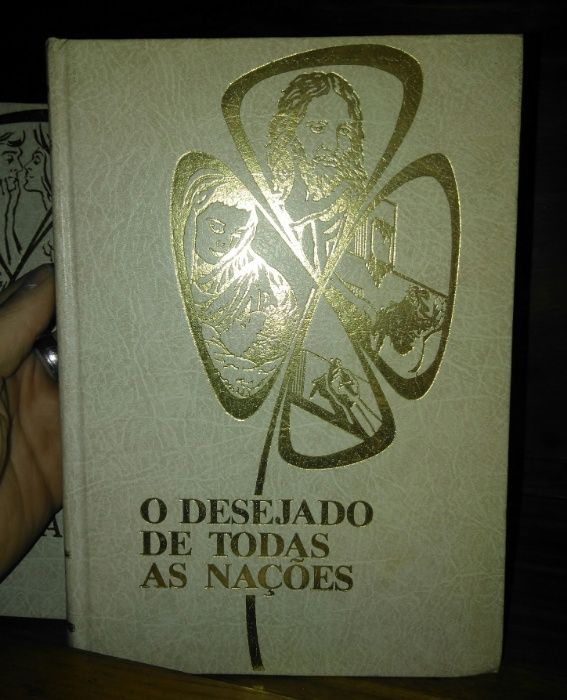 O DESEJADO
DE TODAS
AS NAÇÕES
A